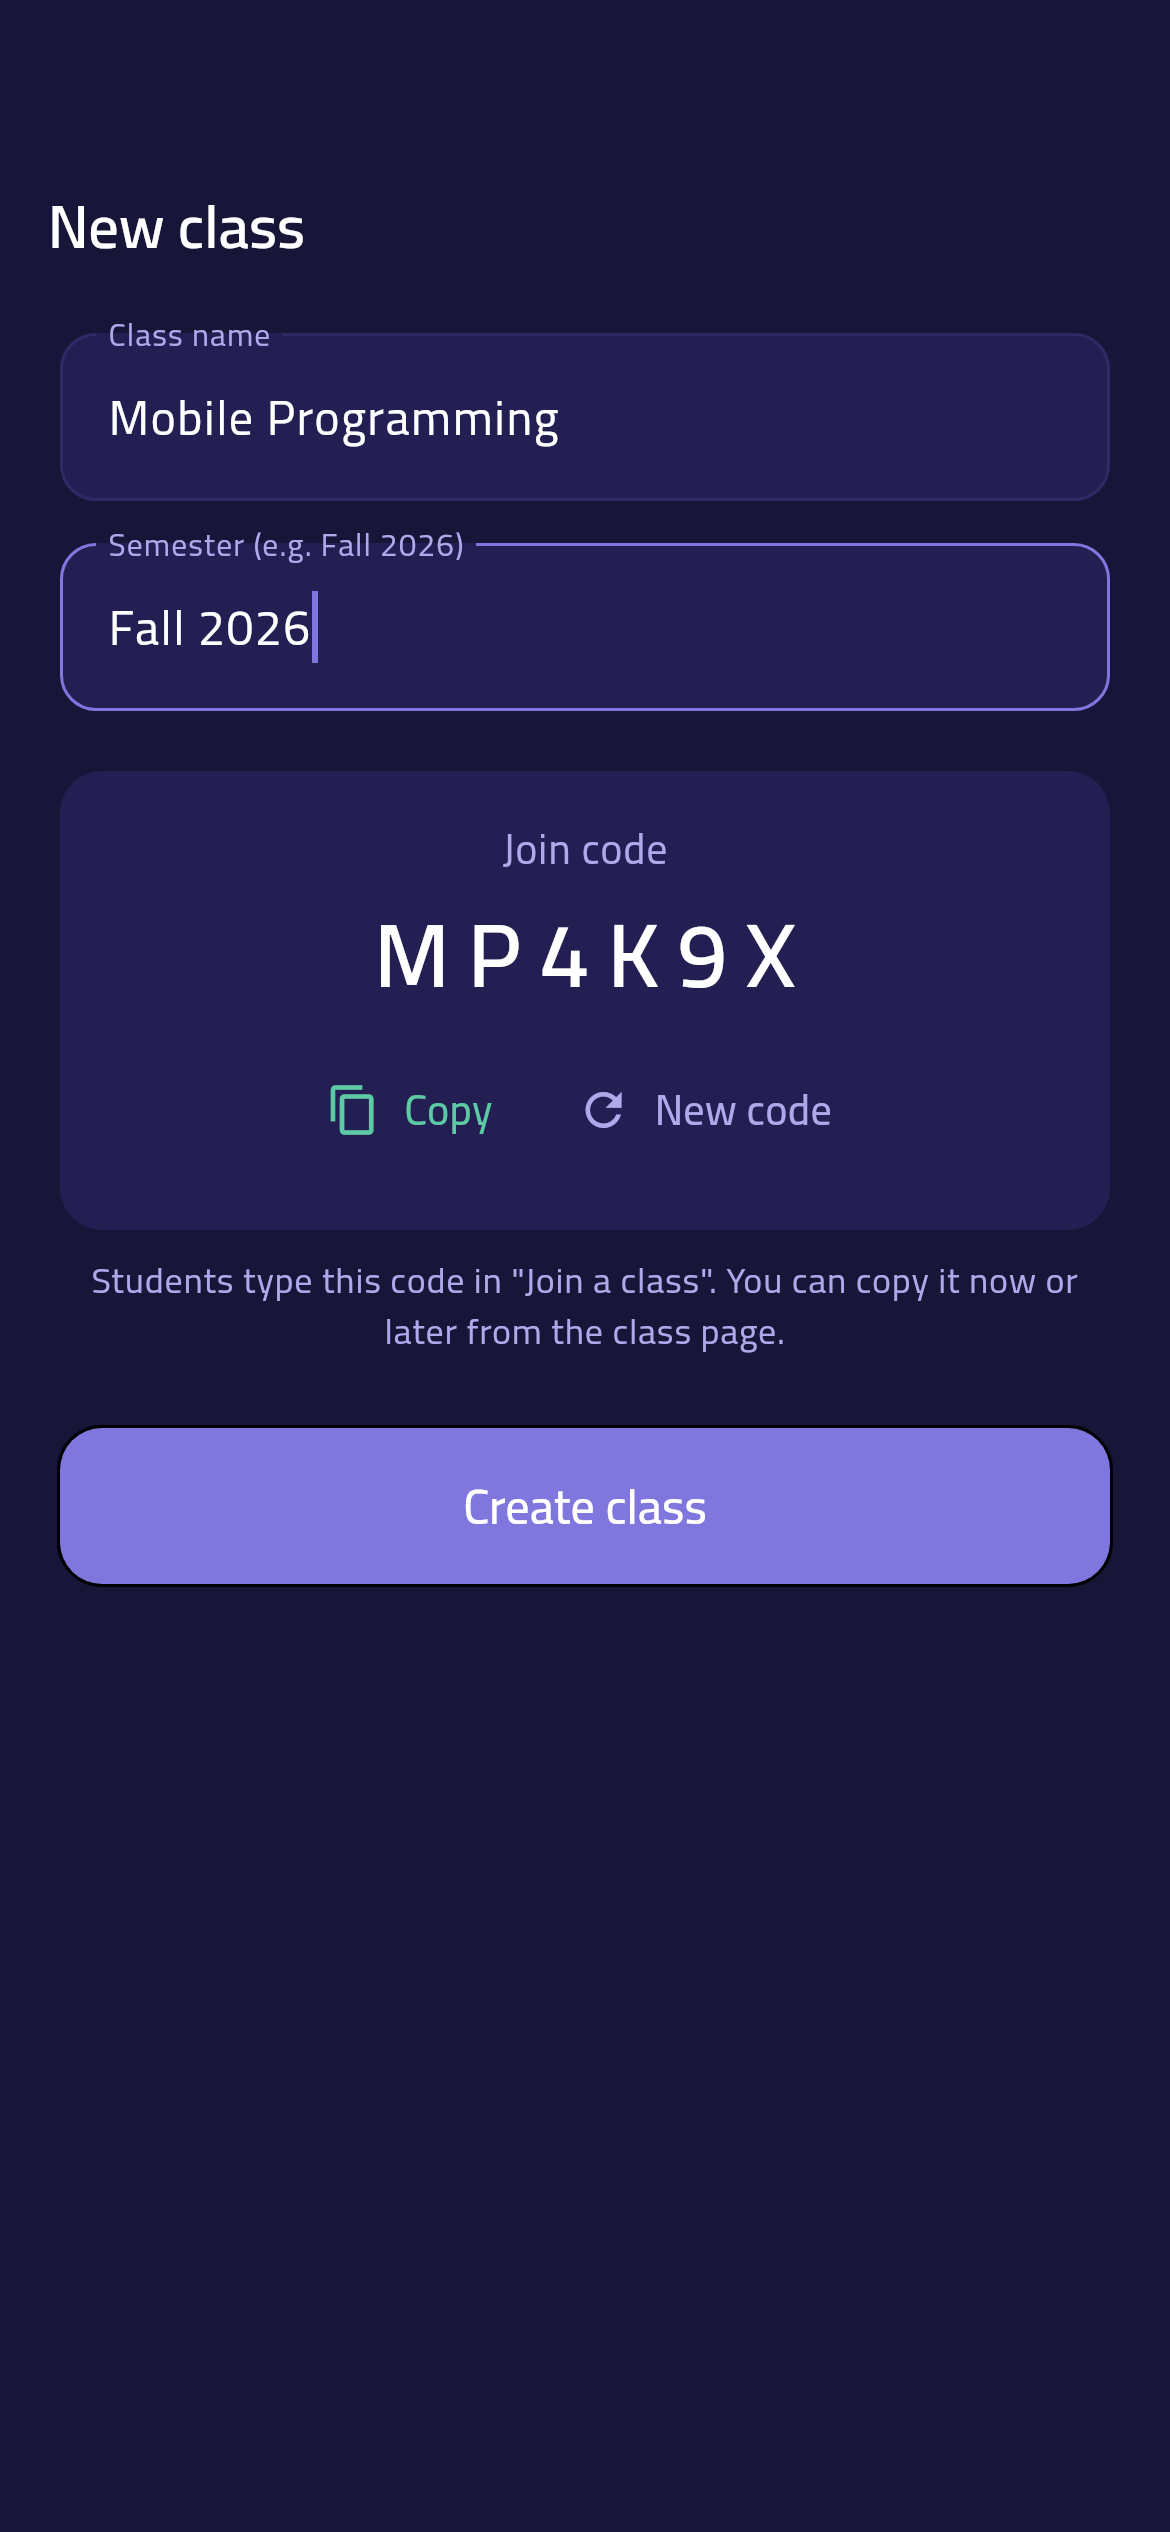 New class
Class name
Mobile Programming
Semester (e.g. Fall 2026)
Fall 2026
Join code
MP4K9X
Copy New code
Students type this code in "Join a class". You can copy it now or
later from the class page.
Create class